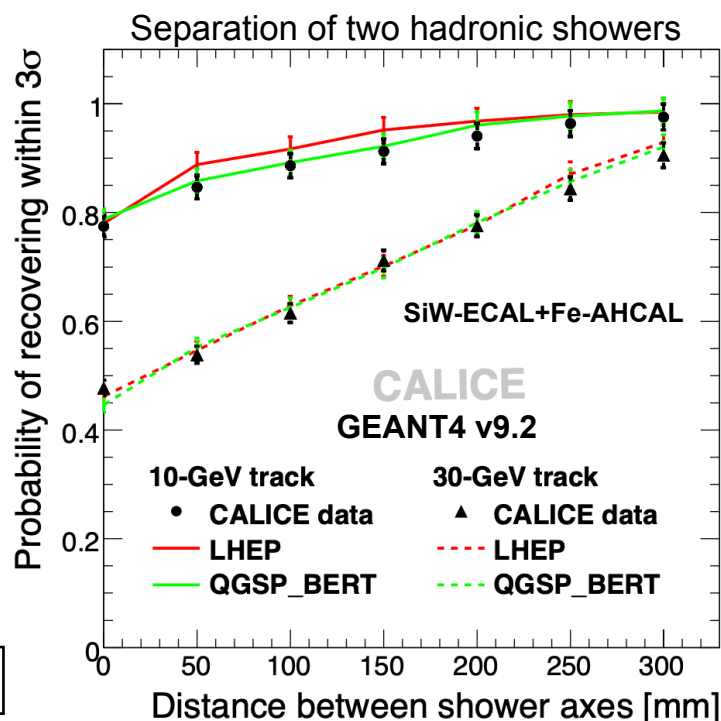 Separation of two hadronic showers
Probability of recovering within 3σ
1
0.8
0.6
0.4
0.2
0
SiW-ECAL+Fe-AHCAL
CALICE
GEANT4 v9.2
10-GeV track 30-GeV track
CALICE data CALICE data
LHEP LHEP
QGSP_BERT QGSP_BERT
0 50 100 150 200 250 300
Distance between shower axes [mm]